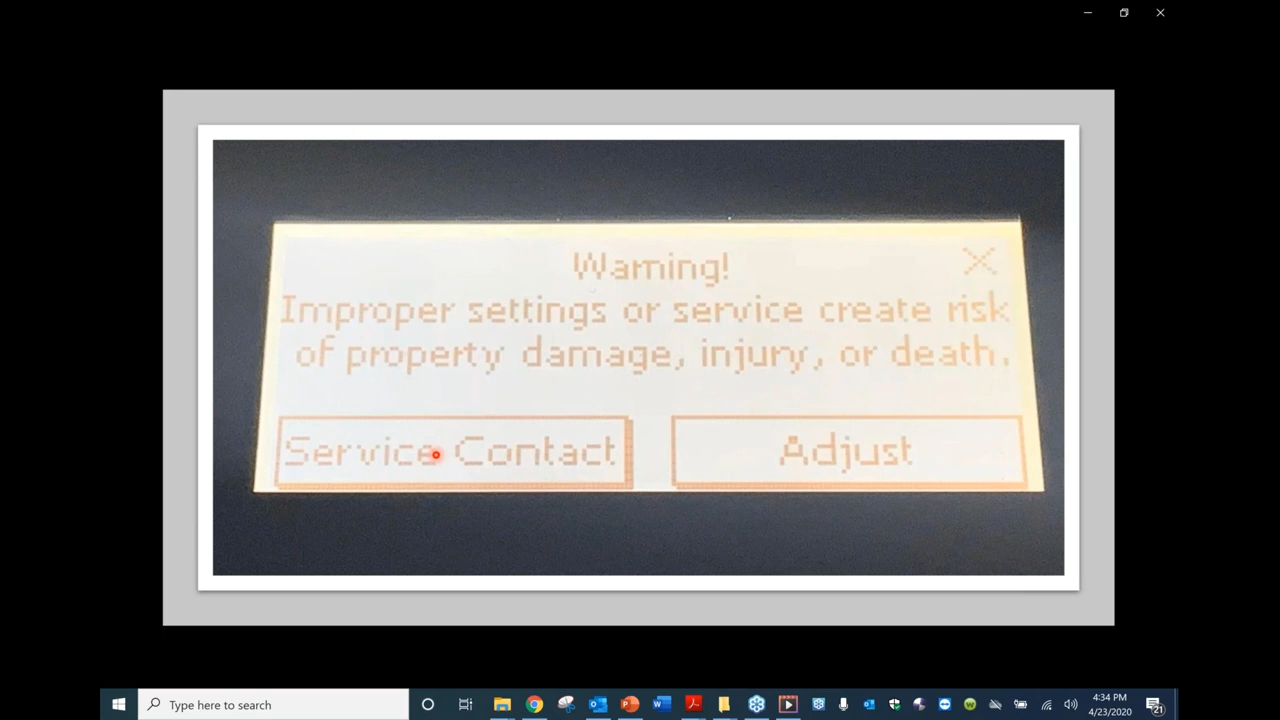 Warning!
Improper settings or service create risk
of property damage, injury, or death.
Service Contact
Adjust
Type here to search
4:34 PM
4/23/2020
21